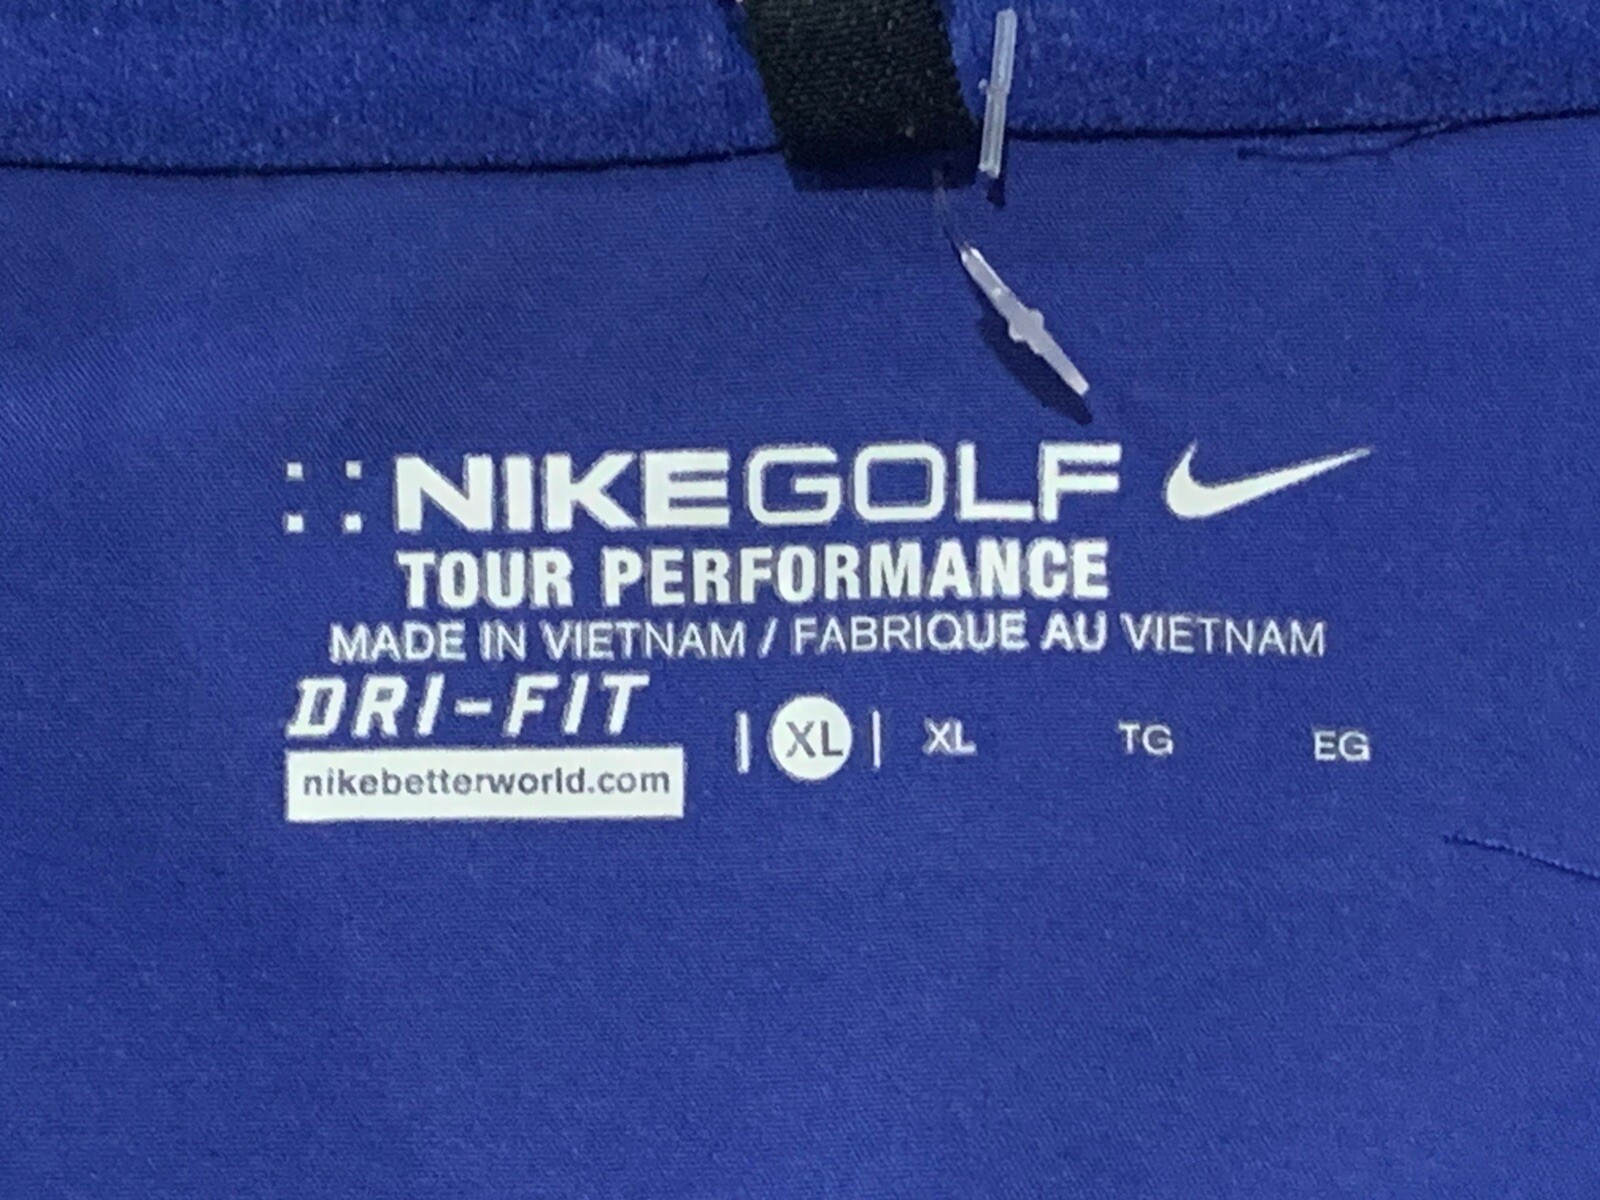 NIKEGOLF
TOUR PERFORMANCE
MADE IN VIETNAM / FABRIQUE AU VIETNAM
DRI-FIT
nikebetterworld.com
| XL | XL TG EG